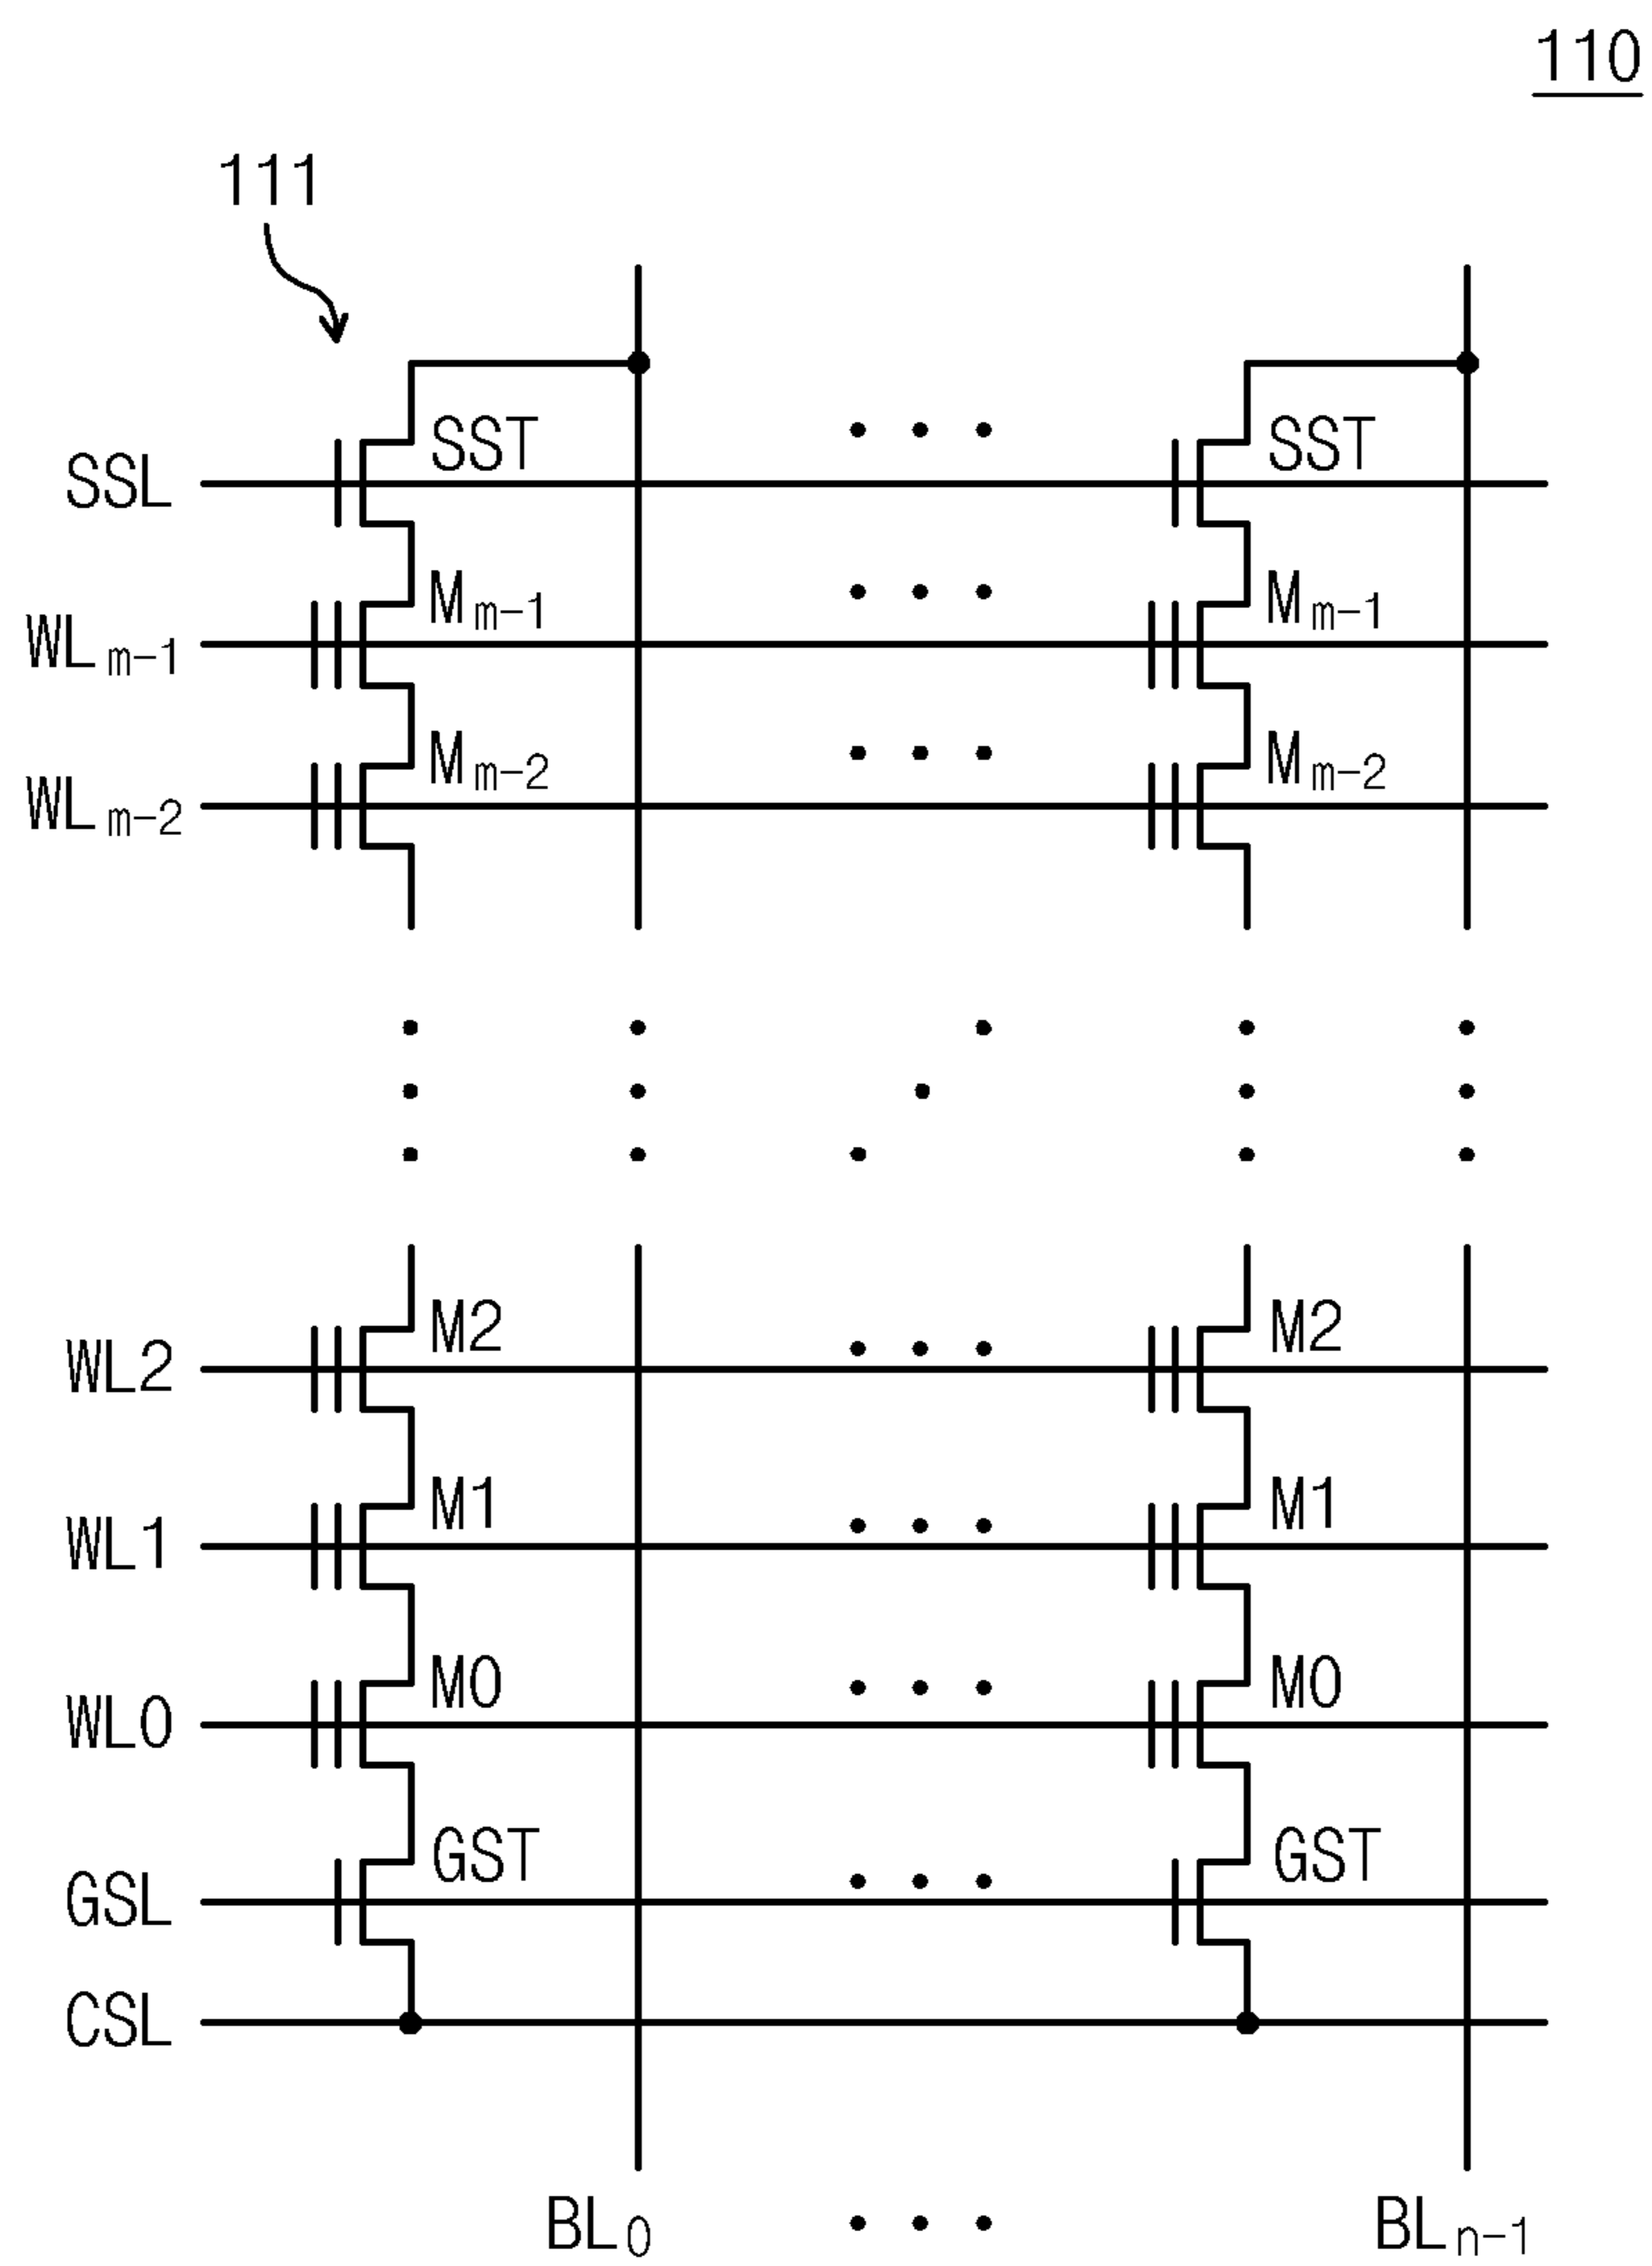 110
111
SSL SST SST
WLm-1 Mm-1 Mm-1
WLm-2 Mm-2 Mm-2
WL2 M2 M2
WL1 M1 M1
WL0 M0 M0
GSL GST GST
CSL
BL0 BLn-1